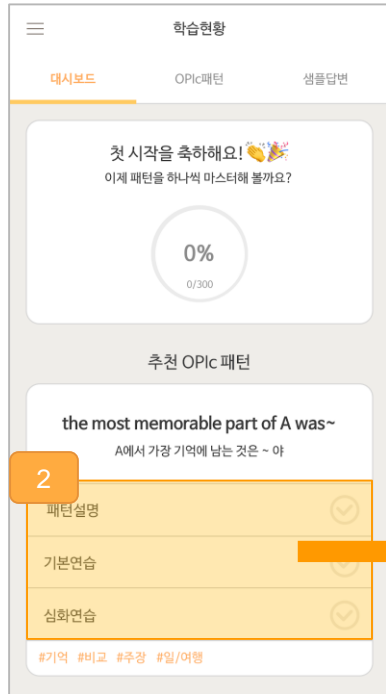 학습현황
대시보드 OPIc패턴 샘플답변
첫 시작을 축하해요!👏🎉
이제 패턴을 하나씩 마스터해 볼까요?
0%
0/300
추천 OPIc 패턴
the most memorable part of A was~
A에서 가장 기억에 남는 것은 ~ 야
2
패턴설명
기본연습
심화연습
#기억 #비교 #주장 #일/여행